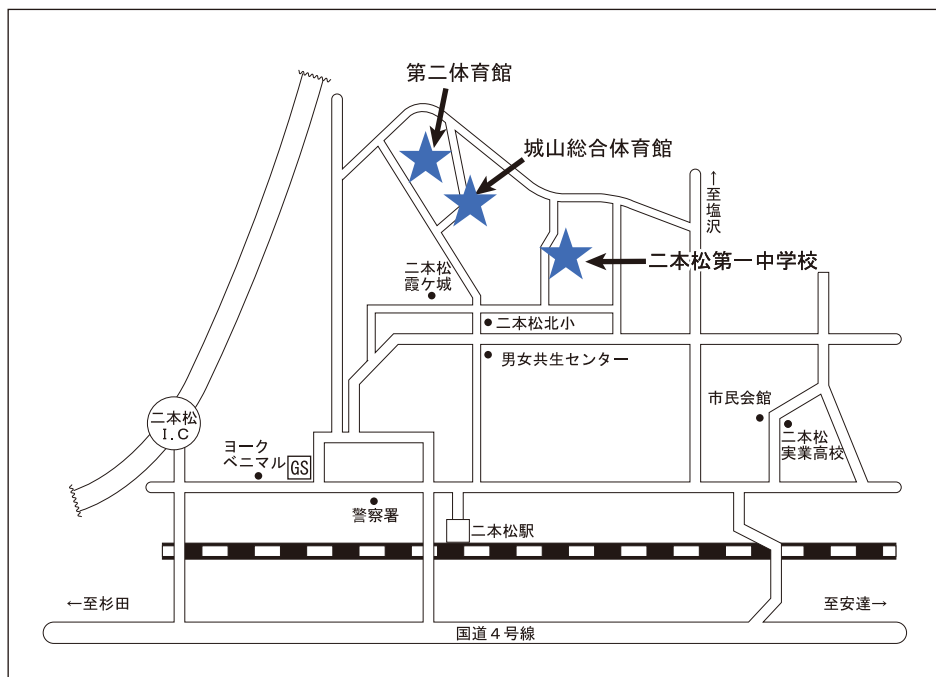 第二体育館
城山総合体育館
↑至塩沢
二本松第一中学校
二本松
霞ケ城
二本松北小
男女共生センター
市民会館
二本松
I.C
ヨーク
ベニマル
GS
二本松
実業高校
警察署
二本松駅
←至杉田
至安達→
国道４号線